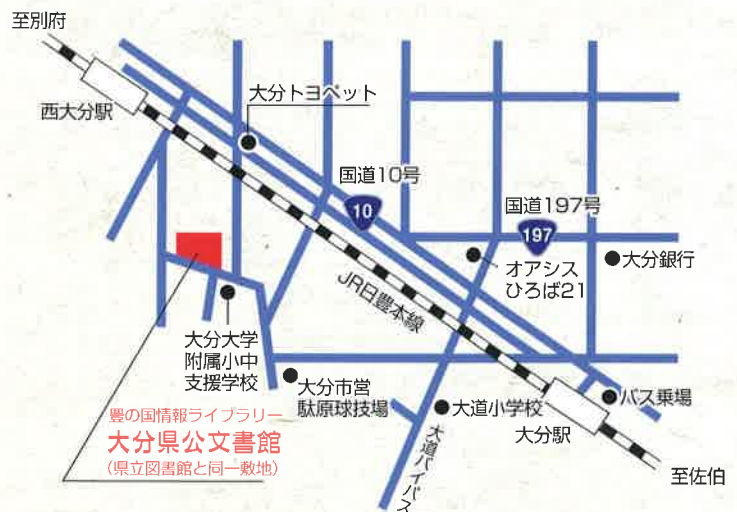 至別府
西大分駅
大分トヨペット
国道10号
10
国道197号
197
オアシス
ひろば21
大分銀行
JR日豊本線
大分大学
附属小中
支援学校
大分市営
駄原球技場
大道小学校
バス乗場
大分駅
大道バイパス
至佐伯
豊の国情報ライブラリー
大分県公文書館
(県立図書館と同一敷地)